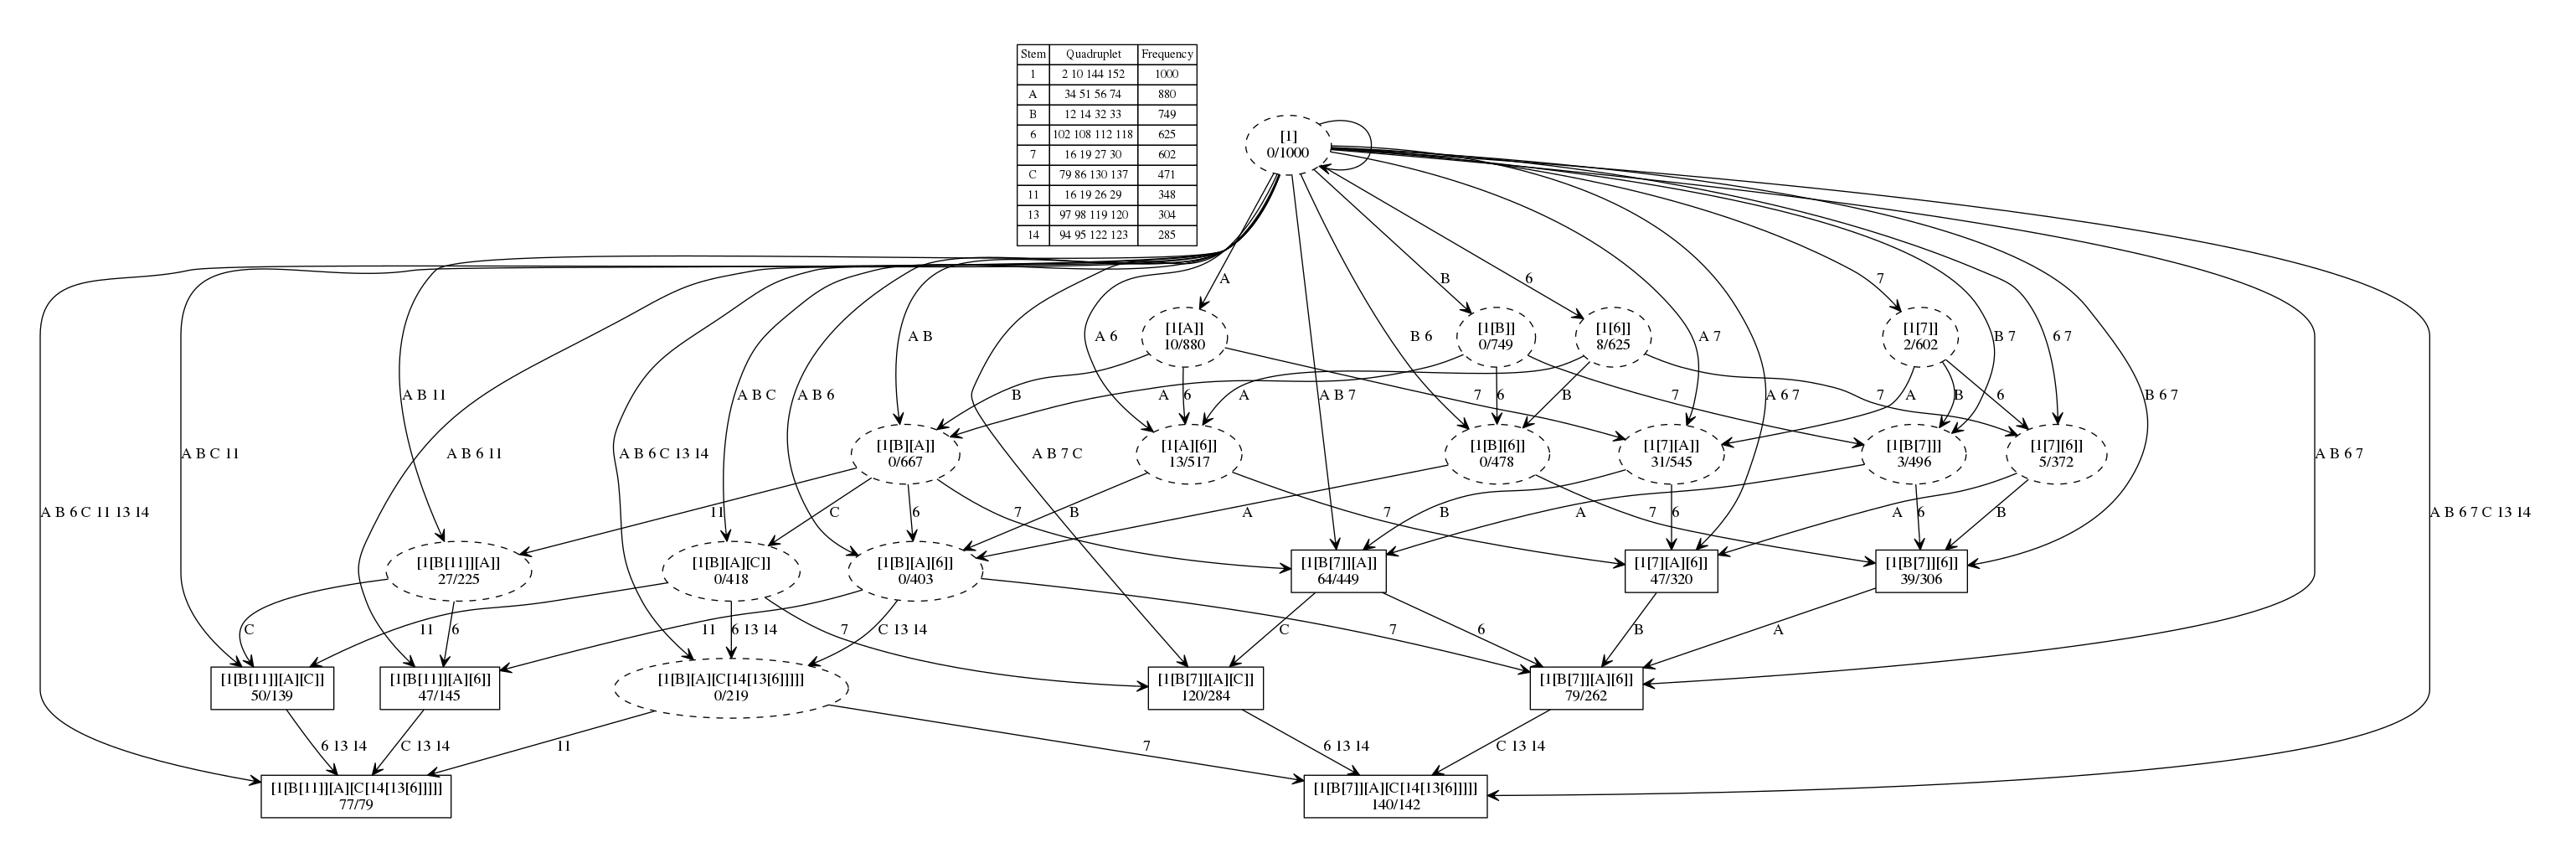 Stem Quadruplet Frequency
1 2 10 144 152 1000
A 34 51 56 74 880
B 12 14 32 33 749
6 102 108 112 118 625
7 16 19 27 30 602
C 79 86 130 137 471
11 16 19 26 29 348
13 97 98 119 120 304
14 94 95 122 123 285
[1]
0/1000
A
B
6
7
[1[A]]
10/880
[1[B]]
0/749
[1[6]]
8/625
[1[7]]
2/602
A B
A 6
B 6
A 7
B 7
6 7
A B 11
A B C
A B 6
A B 7
A 6 7
B 6 7
B
6
A
6
A
B
7
7
A
B
6
7
A B C 11
A B 6 11
A B 6 C 13 14
A B 7 C
A B 6 7
[1[B][A]]
0/667
[1[A][6]]
13/517
[1[B][6]]
0/478
[1[7][A]]
31/545
[1[B[7]]]
3/496
[1[7][6]]
5/372
A B 6 C 11 13 14
11
C
6
7
B
A
7
B
6
A
7
A
6
B
A B 6 7 C 13 14
[1[B[11]][A]]
27/225
[1[B][A][C]]
0/418
[1[B][A][6]]
0/403
[1[B[7]][A]]
64/449
[1[7][A][6]]
47/320
[1[B[7]][6]]
39/306
C
6
11
6 13 14
11
7
C 13 14
C
7
6
B
A
[1[B[11]][A][C]]
50/139
[1[B[11]][A][6]]
47/145
[1[B][A][C[14[13[6]]]]]
0/219
[1[B[7]][A][C]]
120/284
[1[B[7]][A][6]]
79/262
6 13 14
C 13 14
11
7
6 13 14
C 13 14
[1[B[11]][A][C[14[13[6]]]]]
77/79
[1[B[7]][A][C[14[13[6]]]]]
140/142